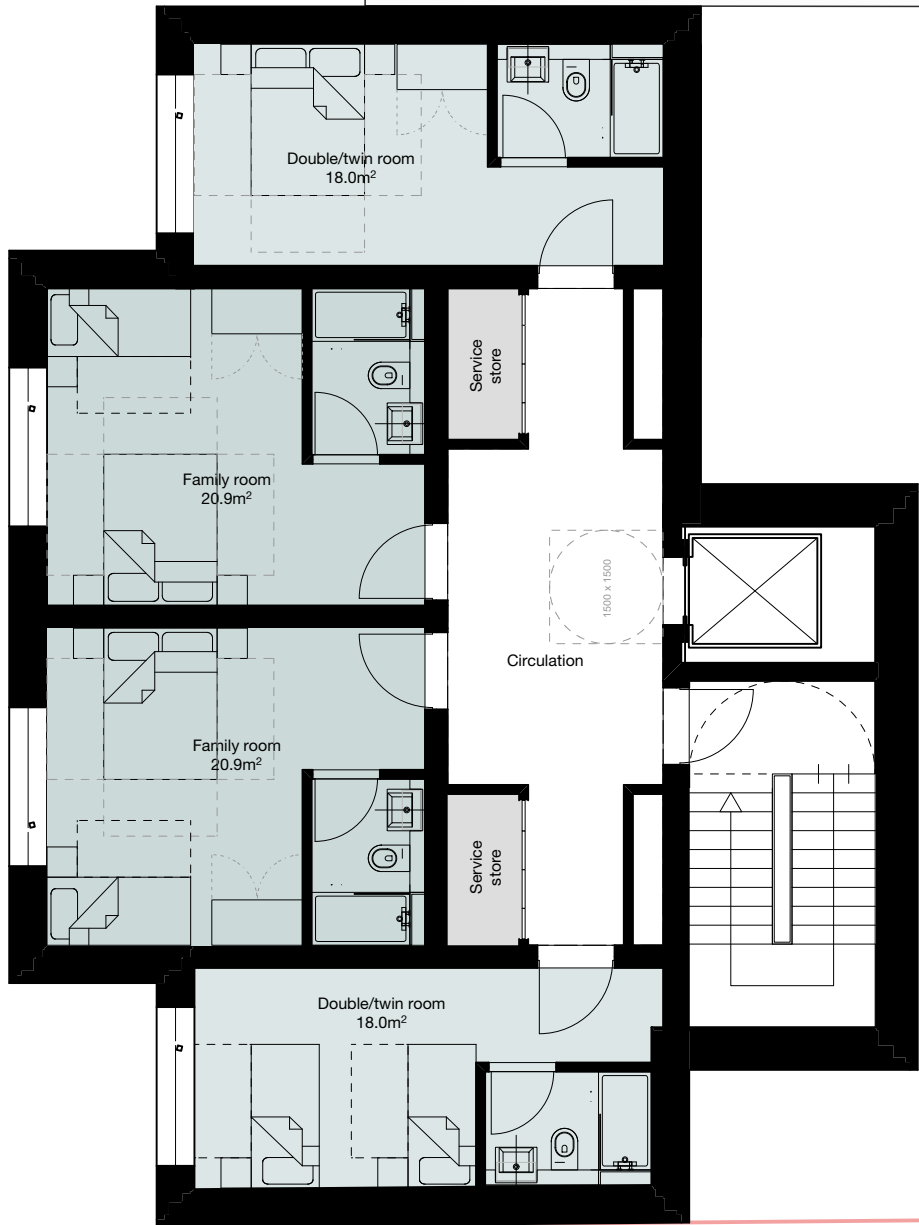 Double/twin room
18.0m²
Service
store
Family room
20.9m²
1500 x 1500
Circulation
Family room
20.9m²
Service
store
Double/twin room
18.0m²